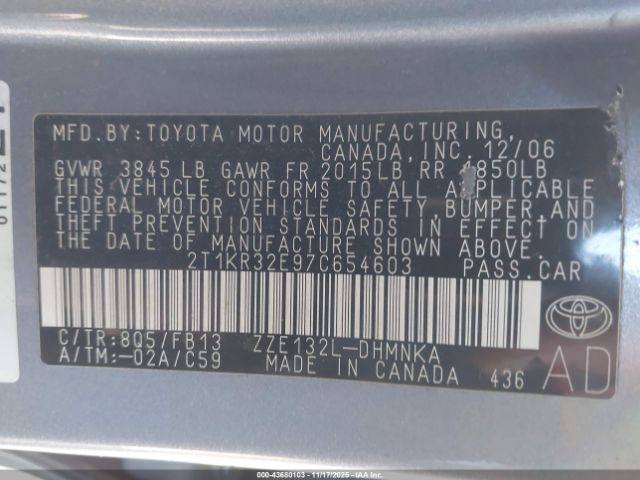 MFD.BY:TOYOTA MOTOR MANUFACTURING,
CANADA,INC. 12/06
GVWR 3845 LB GAWR FR 2015LB RR 850LB
THIS VEHICLE CONFORMS TO ALL APPLICABLE
FEDERAL MOTOR VEHICLE SAFETY,BUMPER,AND
THEFT PREVENTION STANDARDS IN EFFECT ON
THE DATE OF MANUFACTURE SHOWN ABOVE.
2T1KR32E97C654603 PASS.CAR
C/TR:8Q5/FB13 ZZE132L-DHMNKA
A/TM:-02A/C59 MADE IN CANADA 436
AD
000-43680103 - 11/17/2025 - IAAI.com